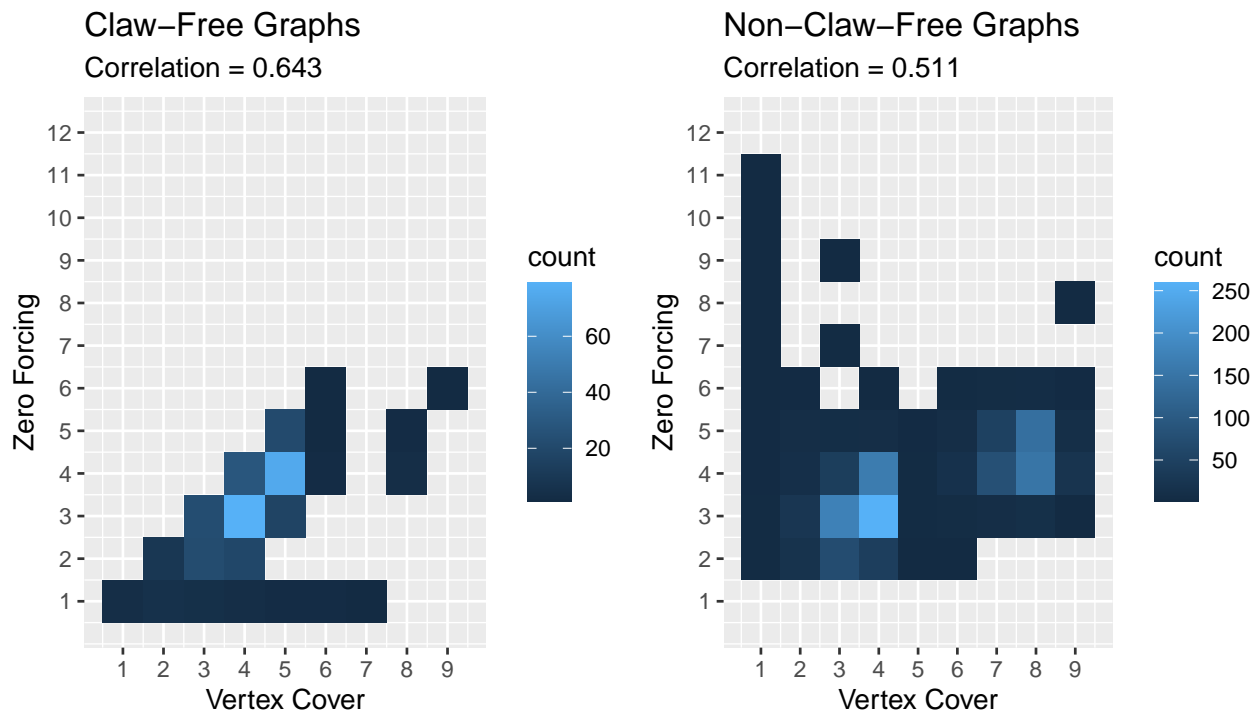 Claw−Free Graphs
Correlation = 0.643
12
11
10
9
8
7
6
5
4
3
2
1
Zero Forcing
1 2 3 4 5 6 7 8 9
Vertex Cover
count
60
40
20
Non−Claw−Free Graphs
Correlation = 0.511
12
11
10
9
8
7
6
5
4
3
2
1
Zero Forcing
1 2 3 4 5 6 7 8 9
Vertex Cover
count
250
200
150
100
50